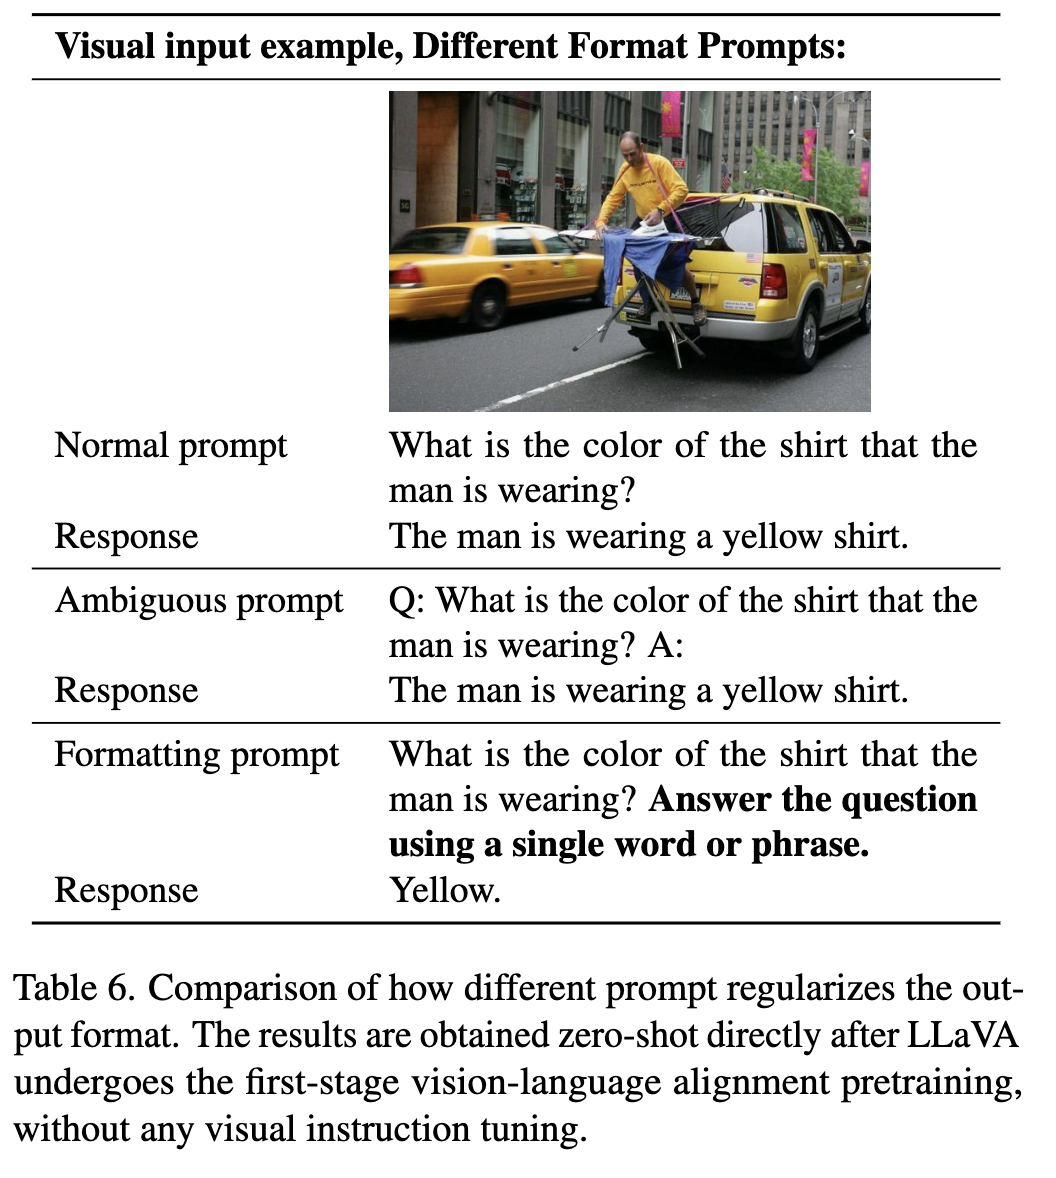 Visual input example, Different Format Prompts:
Normal prompt What is the color of the shirt that the
man is wearing?
Response The man is wearing a yellow shirt.
Ambiguous prompt Q: What is the color of the shirt that the
man is wearing? A:
Response The man is wearing a yellow shirt.
Formatting prompt What is the color of the shirt that the
man is wearing? Answer the question
using a single word or phrase.
Response Yellow.
Table 6. Comparison of how different prompt regularizes the out-
put format. The results are obtained zero-shot directly after LLaVA
undergoes the first-stage vision-language alignment pretraining,
without any visual instruction tuning.